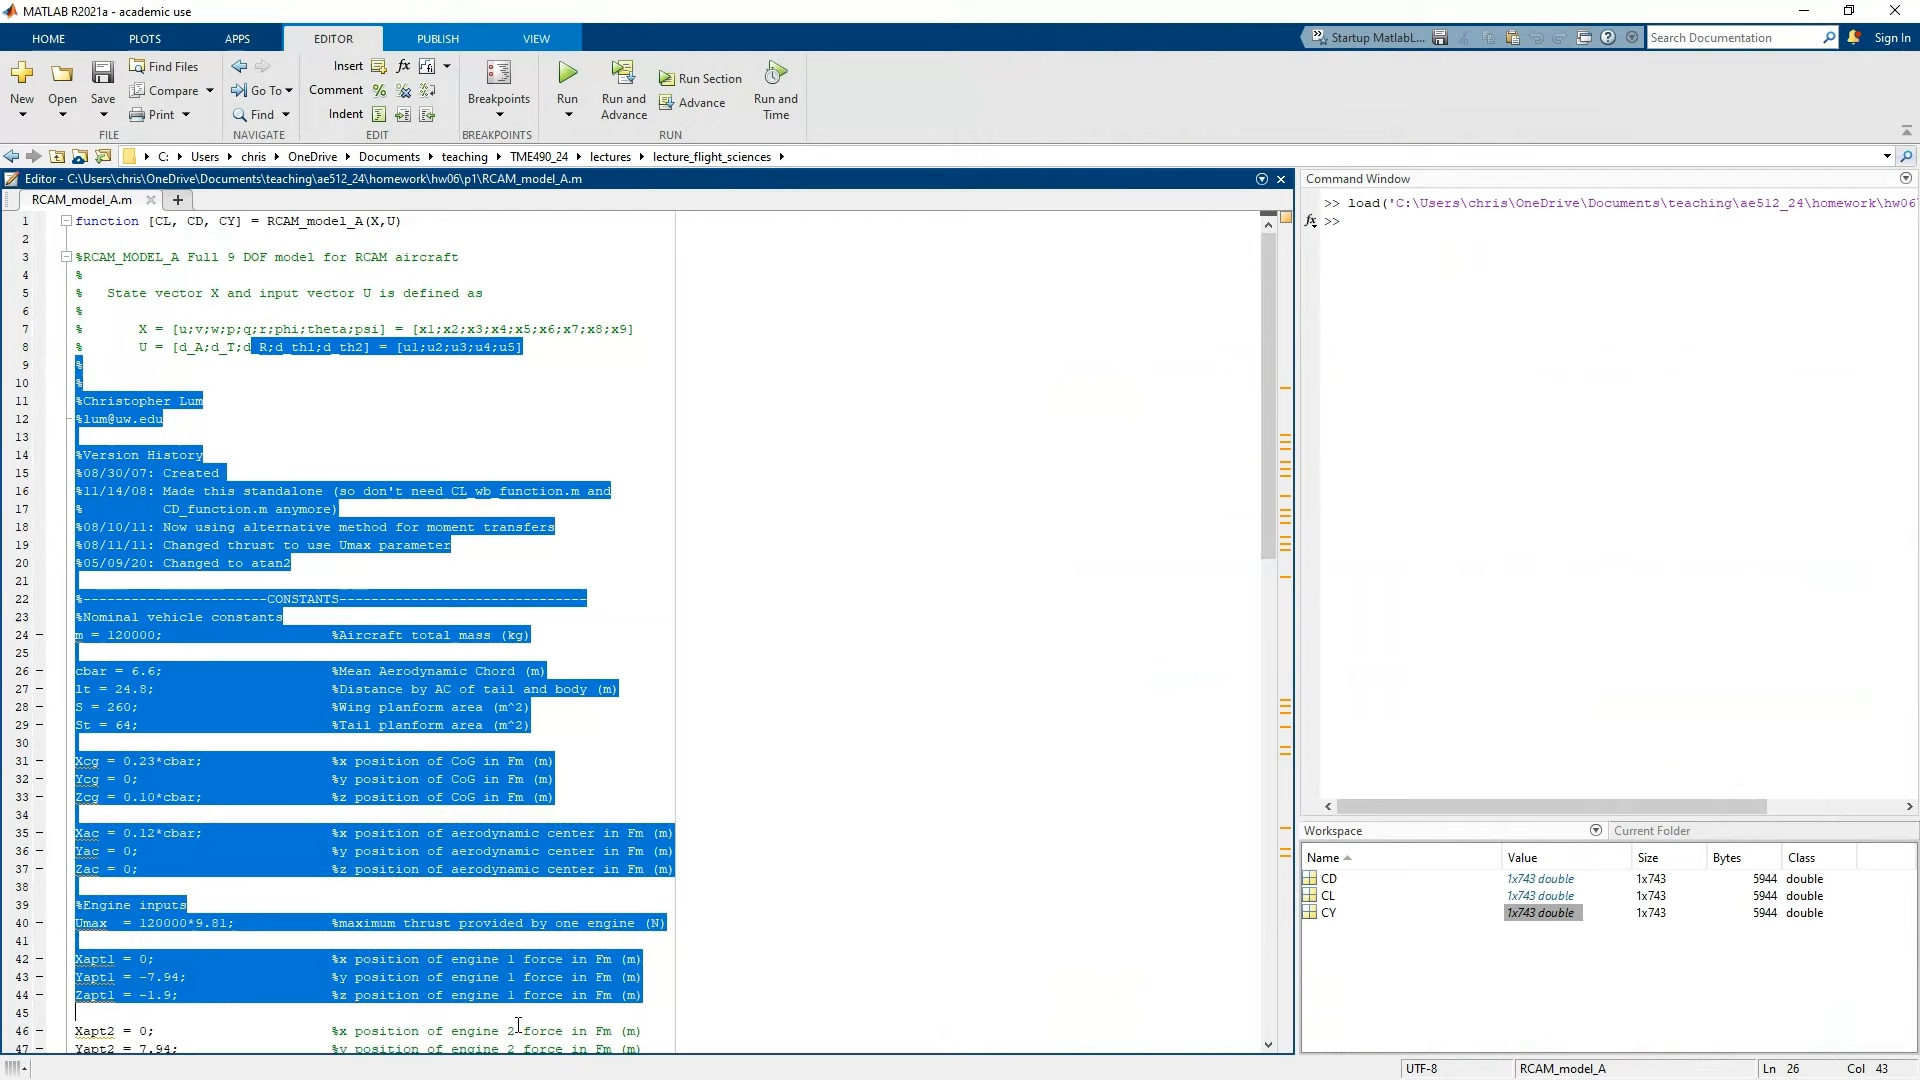 MATLAB R2021a - academic use
HOME PLOTS APPS EDITOR PUBLISH VIEW
Startup MatlabL... Search Documentation Sign In
New Open Save
Find Files
Compare
Print
FILE
Go To
Find
NAVIGATE
Insert fx
Comment
Indent
EDIT
Breakpoints
BREAKPOINTS
Run
Run and Advance
Run Section
Advance
Run and Time
RUN
C: Users chris OneDrive Documents teaching TME490_24 lectures lecture_flight_sciences
Editor - C:\Users\chris\OneDrive\Documents\teaching\ae512_24\homework\hw06\p1\RCAM_model_A.m
RCAM_model_A.m
1 function [CL, CD, CY] = RCAM_model_A(X,U)
2
3 %RCAM_MODEL_A Full 9 DOF model for RCAM aircraft
4 %
5 % State vector X and input vector U is defined as
6 %
7 % X = [u;v;w;p;q;r;phi;theta;psi] = [x1;x2;x3;x4;x5;x6;x7;x8;x9]
8 % U = [d_A;d_T;d_R;d_th1;d_th2] = [u1;u2;u3;u4;u5]
9 %
10 %
11 %Christopher Lum
12 %lum@uw.edu
13
14 %Version History
15 %08/30/07: Created
16 %11/14/08: Made this standalone (so don't need CL_wb_function.m and
17 % CD_function.m anymore)
18 %08/10/11: Now using alternative method for moment transfers
19 %08/11/11: Changed thrust to use Umax parameter
20 %05/09/20: Changed to atan2
21
22 %-----------------------CONSTANTS-------------------------------
23 %Nominal vehicle constants
24 m = 120000; %Aircraft total mass (kg)
25
26 cbar = 6.6; %Mean Aerodynamic Chord (m)
27 lt = 24.8; %Distance by AC of tail and body (m)
28 S = 260; %Wing planform area (m^2)
29 St = 64; %Tail planform area (m^2)
30
31 Xcg = 0.23*cbar; %x position of CoG in Fm (m)
32 Ycg = 0; %y position of CoG in Fm (m)
33 Zcg = 0.10*cbar; %z position of CoG in Fm (m)
34
35 Xac = 0.12*cbar; %x position of aerodynamic center in Fm (m)
36 Yac = 0; %y position of aerodynamic center in Fm (m)
37 Zac = 0; %z position of aerodynamic center in Fm (m)
38
39 %Engine inputs
40 Umax = 120000*9.81; %maximum thrust provided by one engine (N)
41
42 Xapt1 = 0; %x position of engine 1 force in Fm (m)
43 Yapt1 = -7.94; %y position of engine 1 force in Fm (m)
44 Zapt1 = -1.9; %z position of engine 1 force in Fm (m)
45
46 Xapt2 = 0; %x position of engine 2 force in Fm (m)
47 Yapt2 = 7.94; %y position of engine 2 force in Fm (m)
Command Window
>> load('C:\Users\chris\OneDrive\Documents\teaching\ae512_24\homework\hw06
fx >>
Workspace Current Folder
Name Value Size Bytes Class
CD 1x743 double 1x743 5944 double
CL 1x743 double 1x743 5944 double
CY 1x743 double 1x743 5944 double
UTF-8 RCAM_model_A Ln 26 Col 43